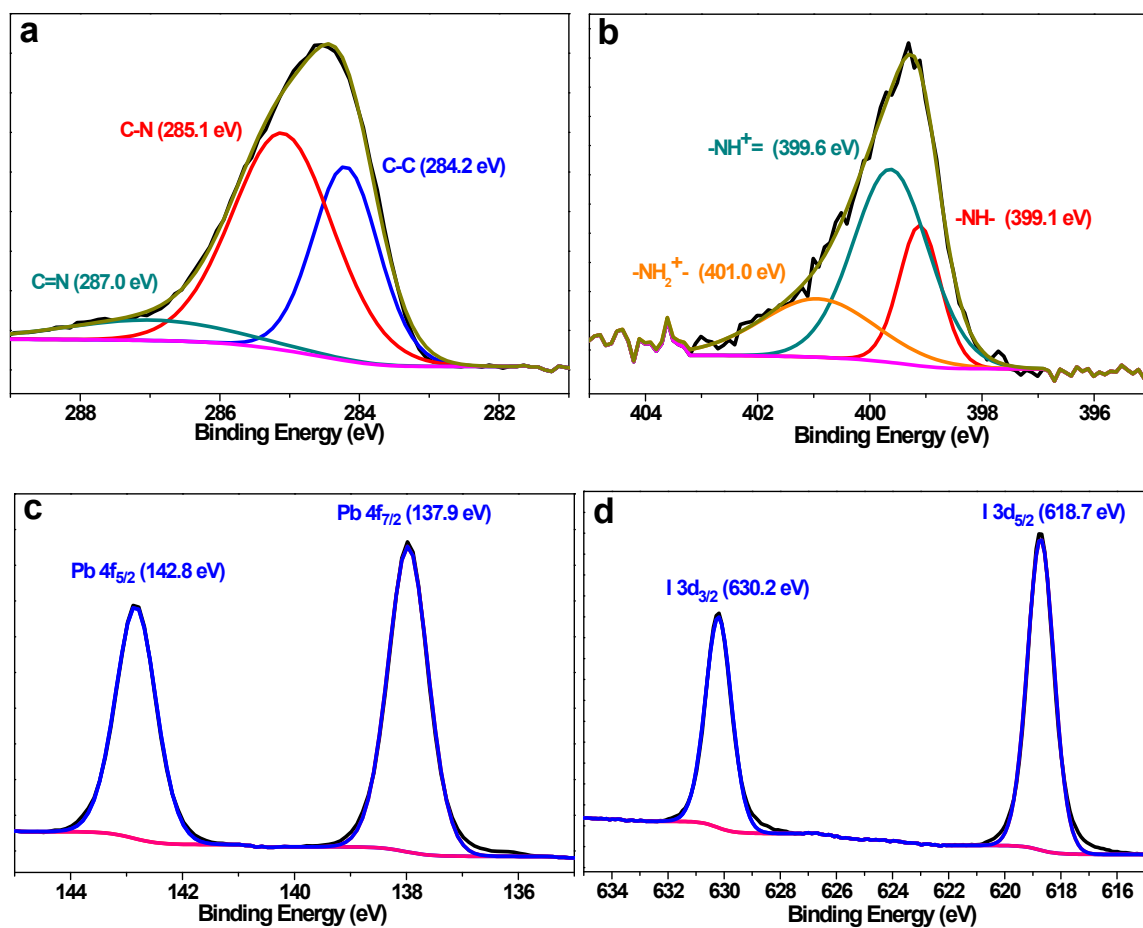 a
C-N (285.1 eV)
C-C (284.2 eV)
C=N (287.0 eV)
288 286 284 282
Binding Energy (eV)
b
-NH⁺= (399.6 eV)
-NH- (399.1 eV)
-NH₂⁺- (401.0 eV)
404 402 400 398 396
Binding Energy (eV)
c
Pb 4f₇/₂ (137.9 eV)
Pb 4f₅/₂ (142.8 eV)
144 142 140 138 136
Binding Energy (eV)
d
I 3d₅/₂ (618.7 eV)
I 3d₃/₂ (630.2 eV)
634 632 630 628 626 624 622 620 618 616
Binding Energy (eV)